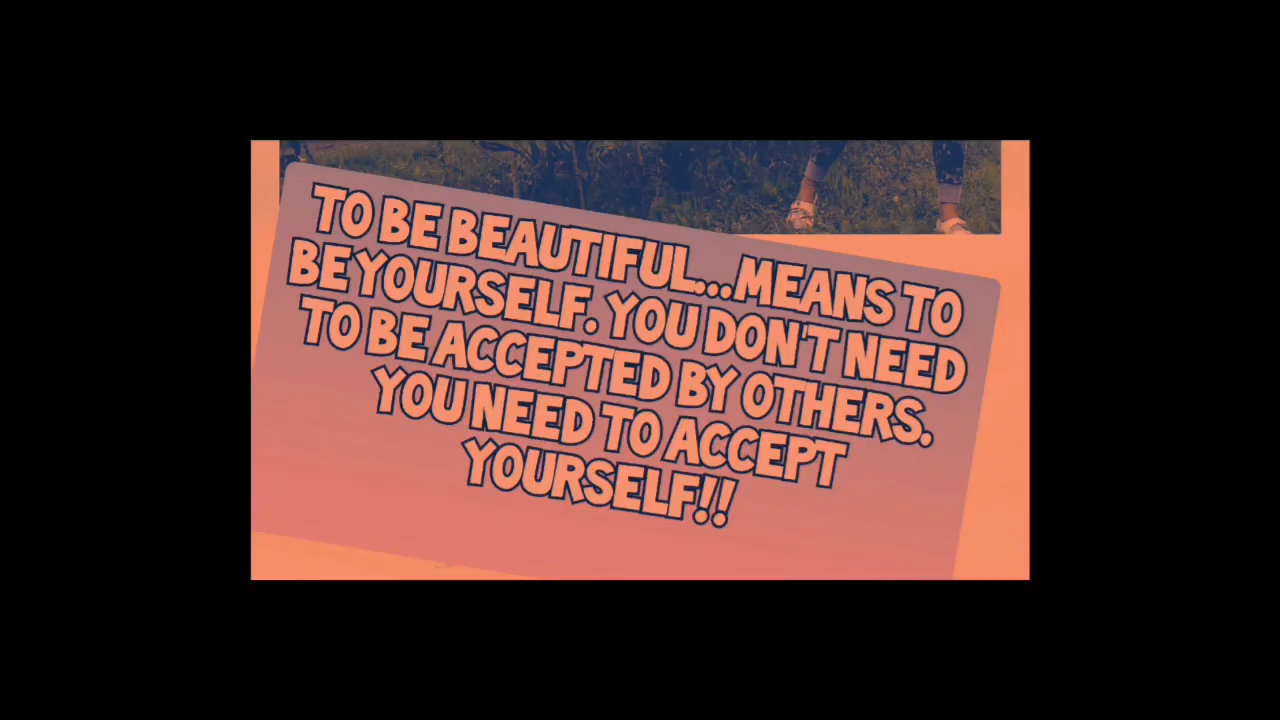 TO BE BEAUTIFUL...MEANS TO
BE YOURSELF. YOU DON'T NEED
TO BE ACCEPTED BY OTHERS.
YOU NEED TO ACCEPT
YOURSELF!!